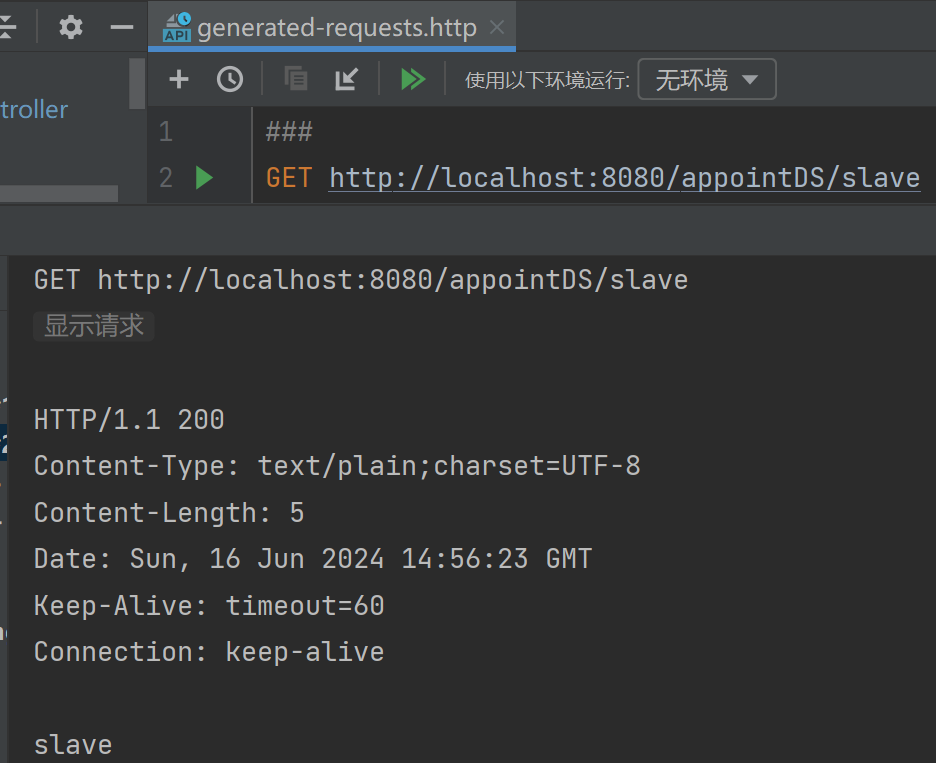 API generated-requests.http
troller
使用以下环境运行: 无环境
1 ###
2 GET http://localhost:8080/appointDS/slave
GET http://localhost:8080/appointDS/slave
显示请求
HTTP/1.1 200
Content-Type: text/plain;charset=UTF-8
Content-Length: 5
Date: Sun, 16 Jun 2024 14:56:23 GMT
Keep-Alive: timeout=60
Connection: keep-alive
slave